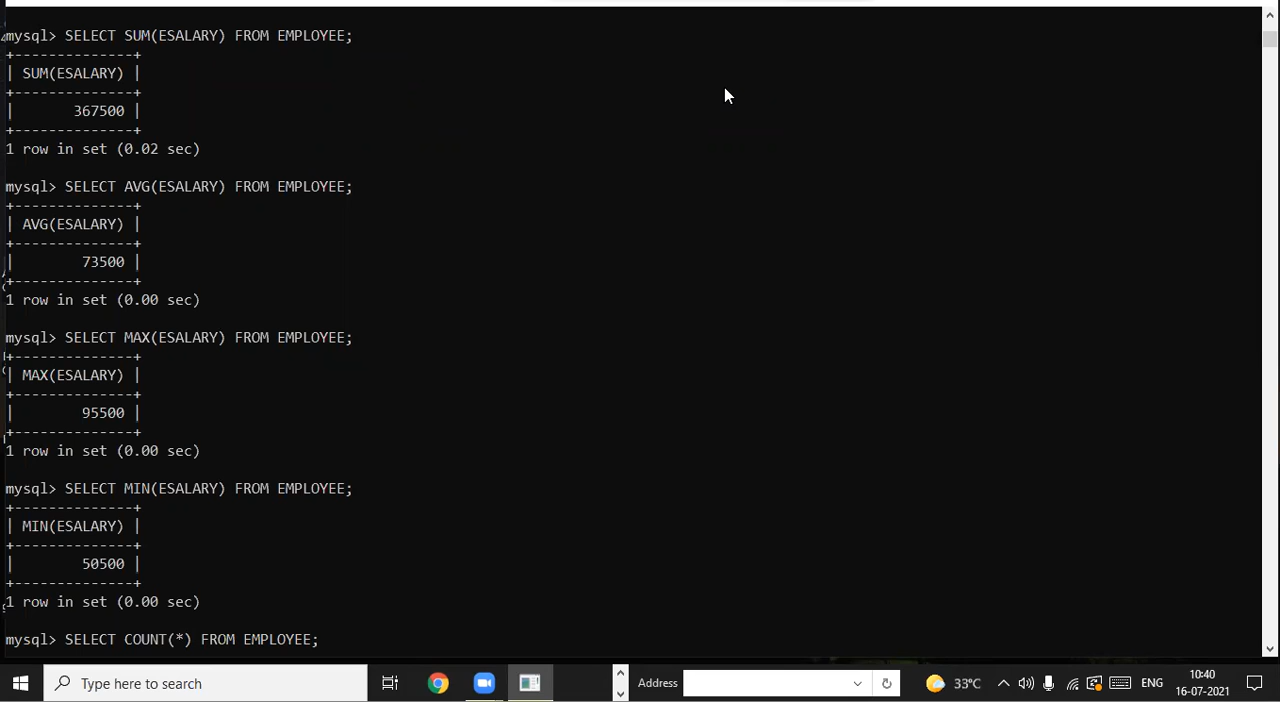 mysql> SELECT SUM(ESALARY) FROM EMPLOYEE;
+--------------+
| SUM(ESALARY) |
+--------------+
|       367500 |
+--------------+
1 row in set (0.02 sec)
mysql> SELECT AVG(ESALARY) FROM EMPLOYEE;
+--------------+
| AVG(ESALARY) |
+--------------+
|        73500 |
+--------------+
1 row in set (0.00 sec)
mysql> SELECT MAX(ESALARY) FROM EMPLOYEE;
+--------------+
| MAX(ESALARY) |
+--------------+
|        95500 |
+--------------+
1 row in set (0.00 sec)
mysql> SELECT MIN(ESALARY) FROM EMPLOYEE;
+--------------+
| MIN(ESALARY) |
+--------------+
|        50500 |
+--------------+
1 row in set (0.00 sec)
mysql> SELECT COUNT(*) FROM EMPLOYEE;
Type here to search
Address
33°C
ENG
10:40
16-07-2021